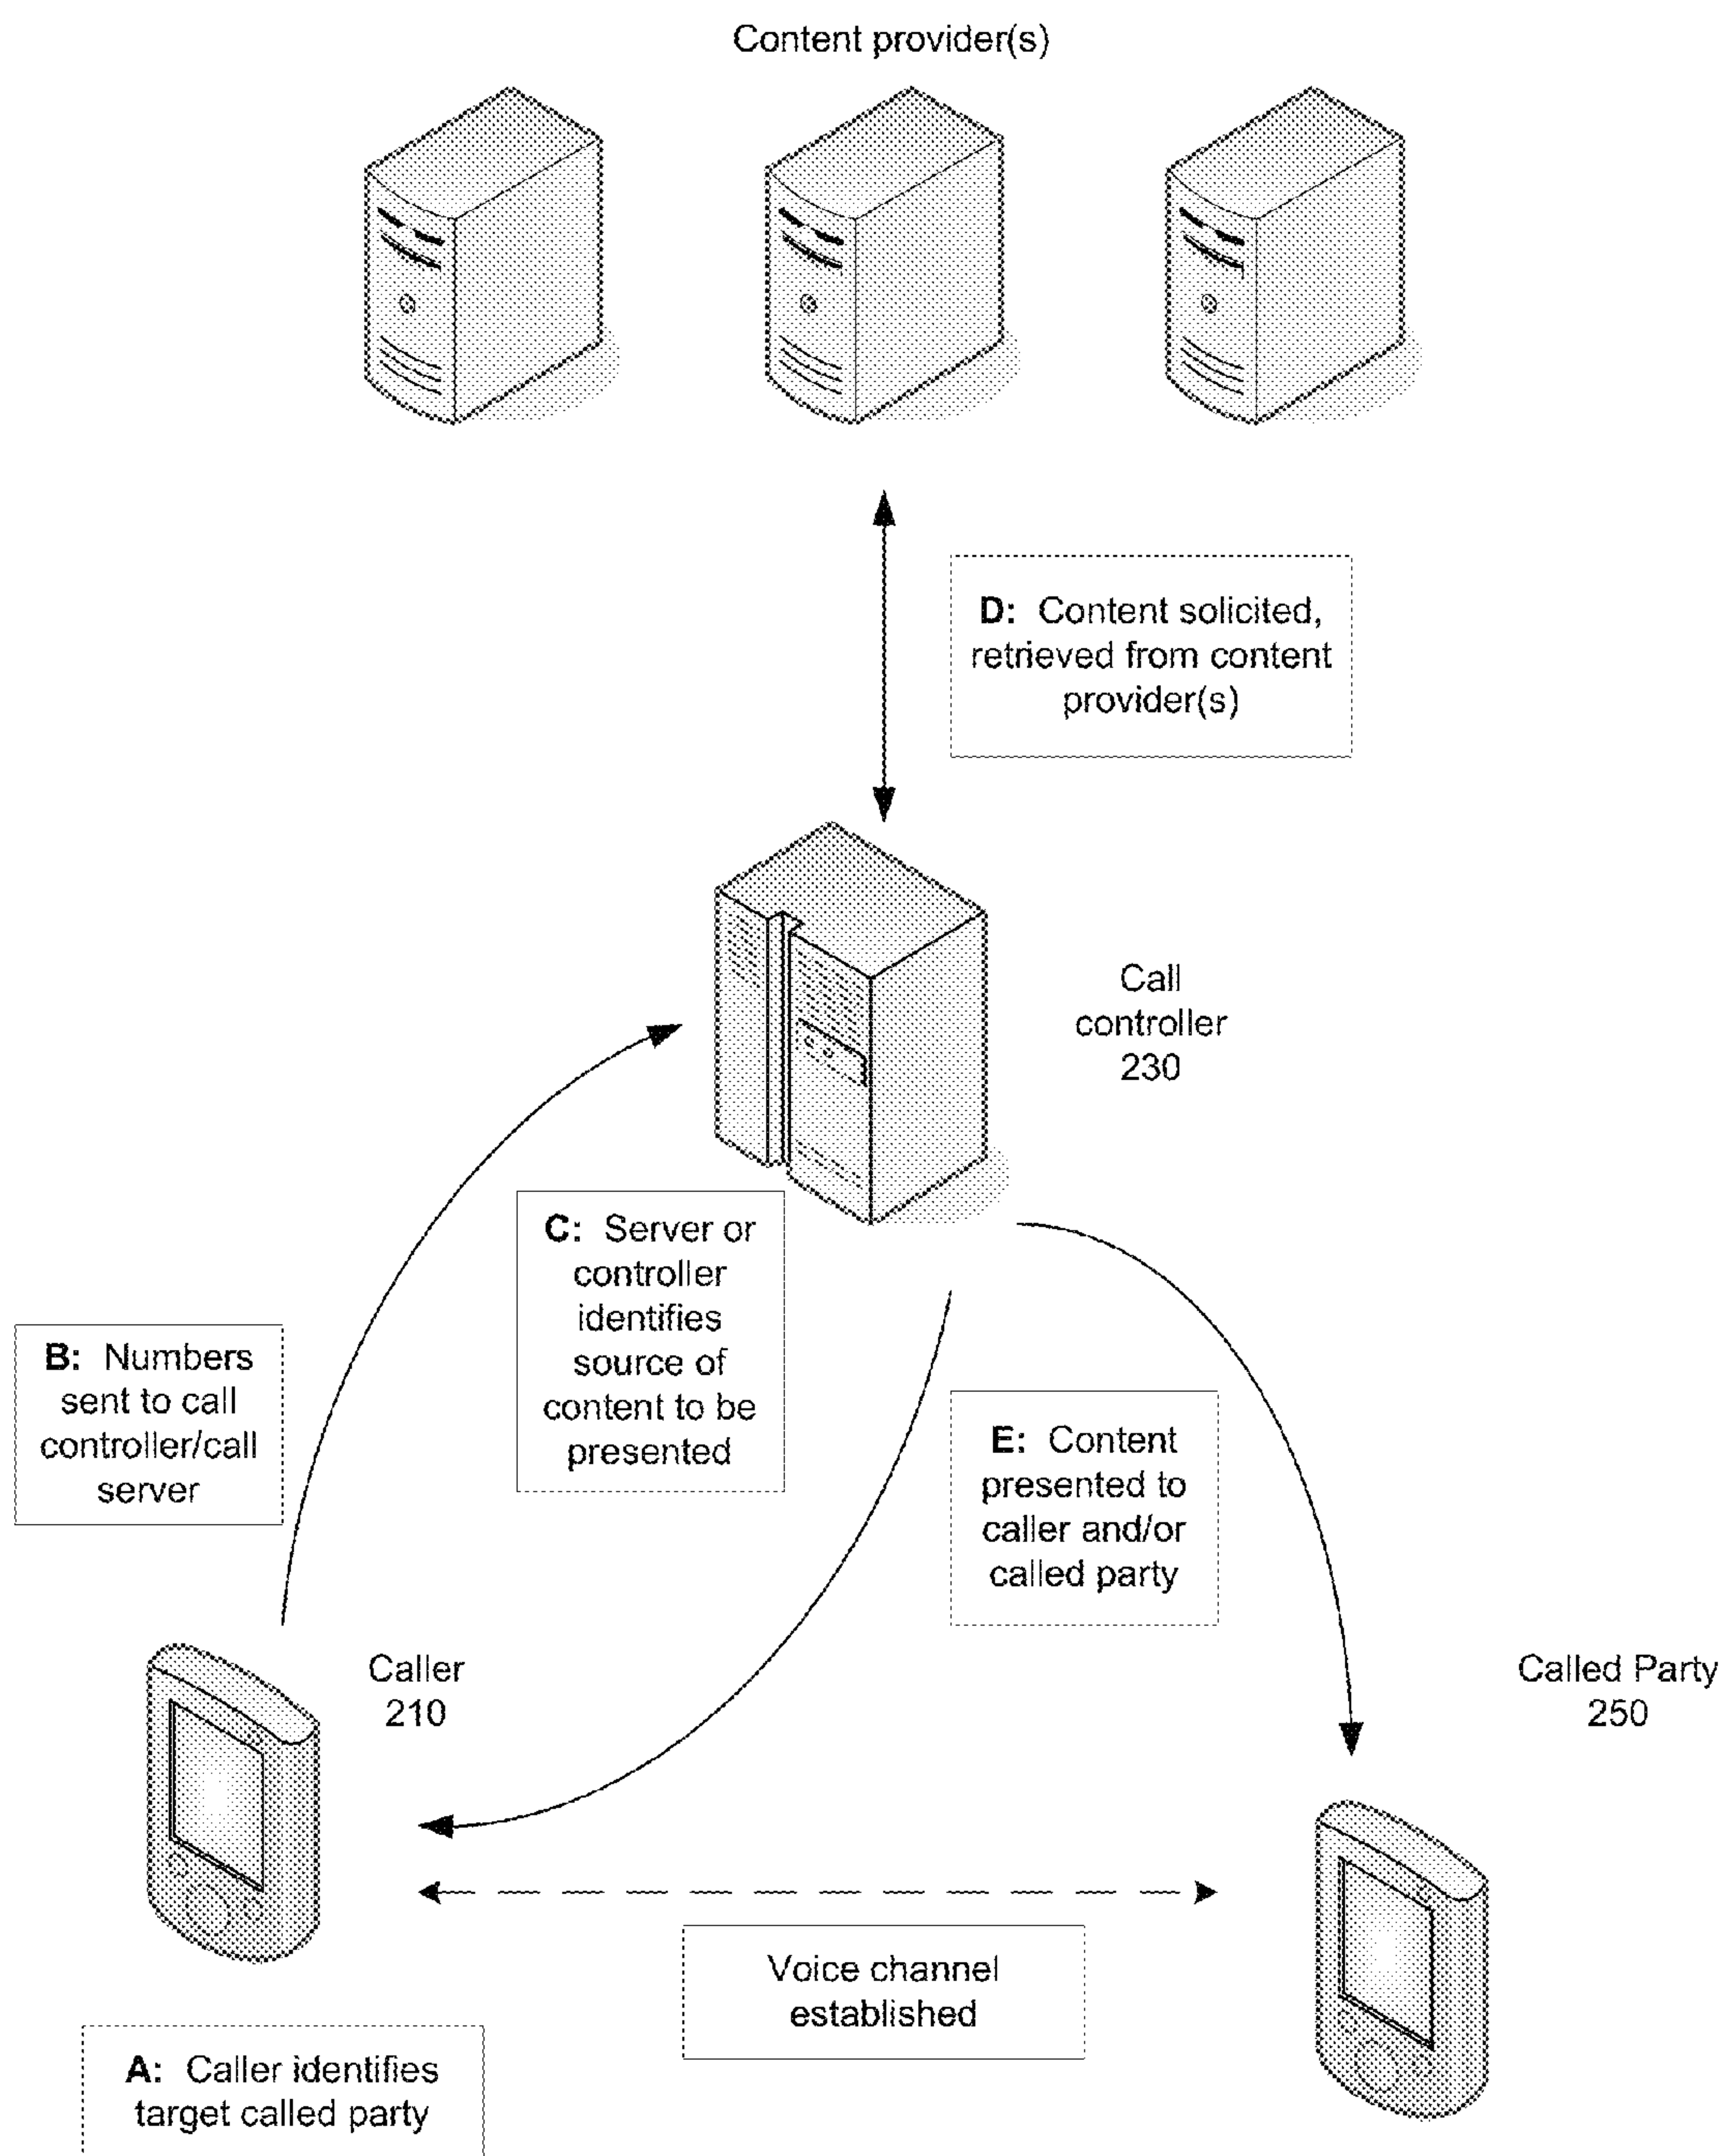 Content provider(s)
D: Content solicited,
retrieved from content
provider(s)
Call
controller
230
C: Server or
controller
identifies
source of
content to be
presented
B: Numbers
sent to call
controller/call
server
E: Content
presented to
caller and/or
called party
Caller
210
Called Party
250
Voice channel
established
A: Caller identifies
target called party